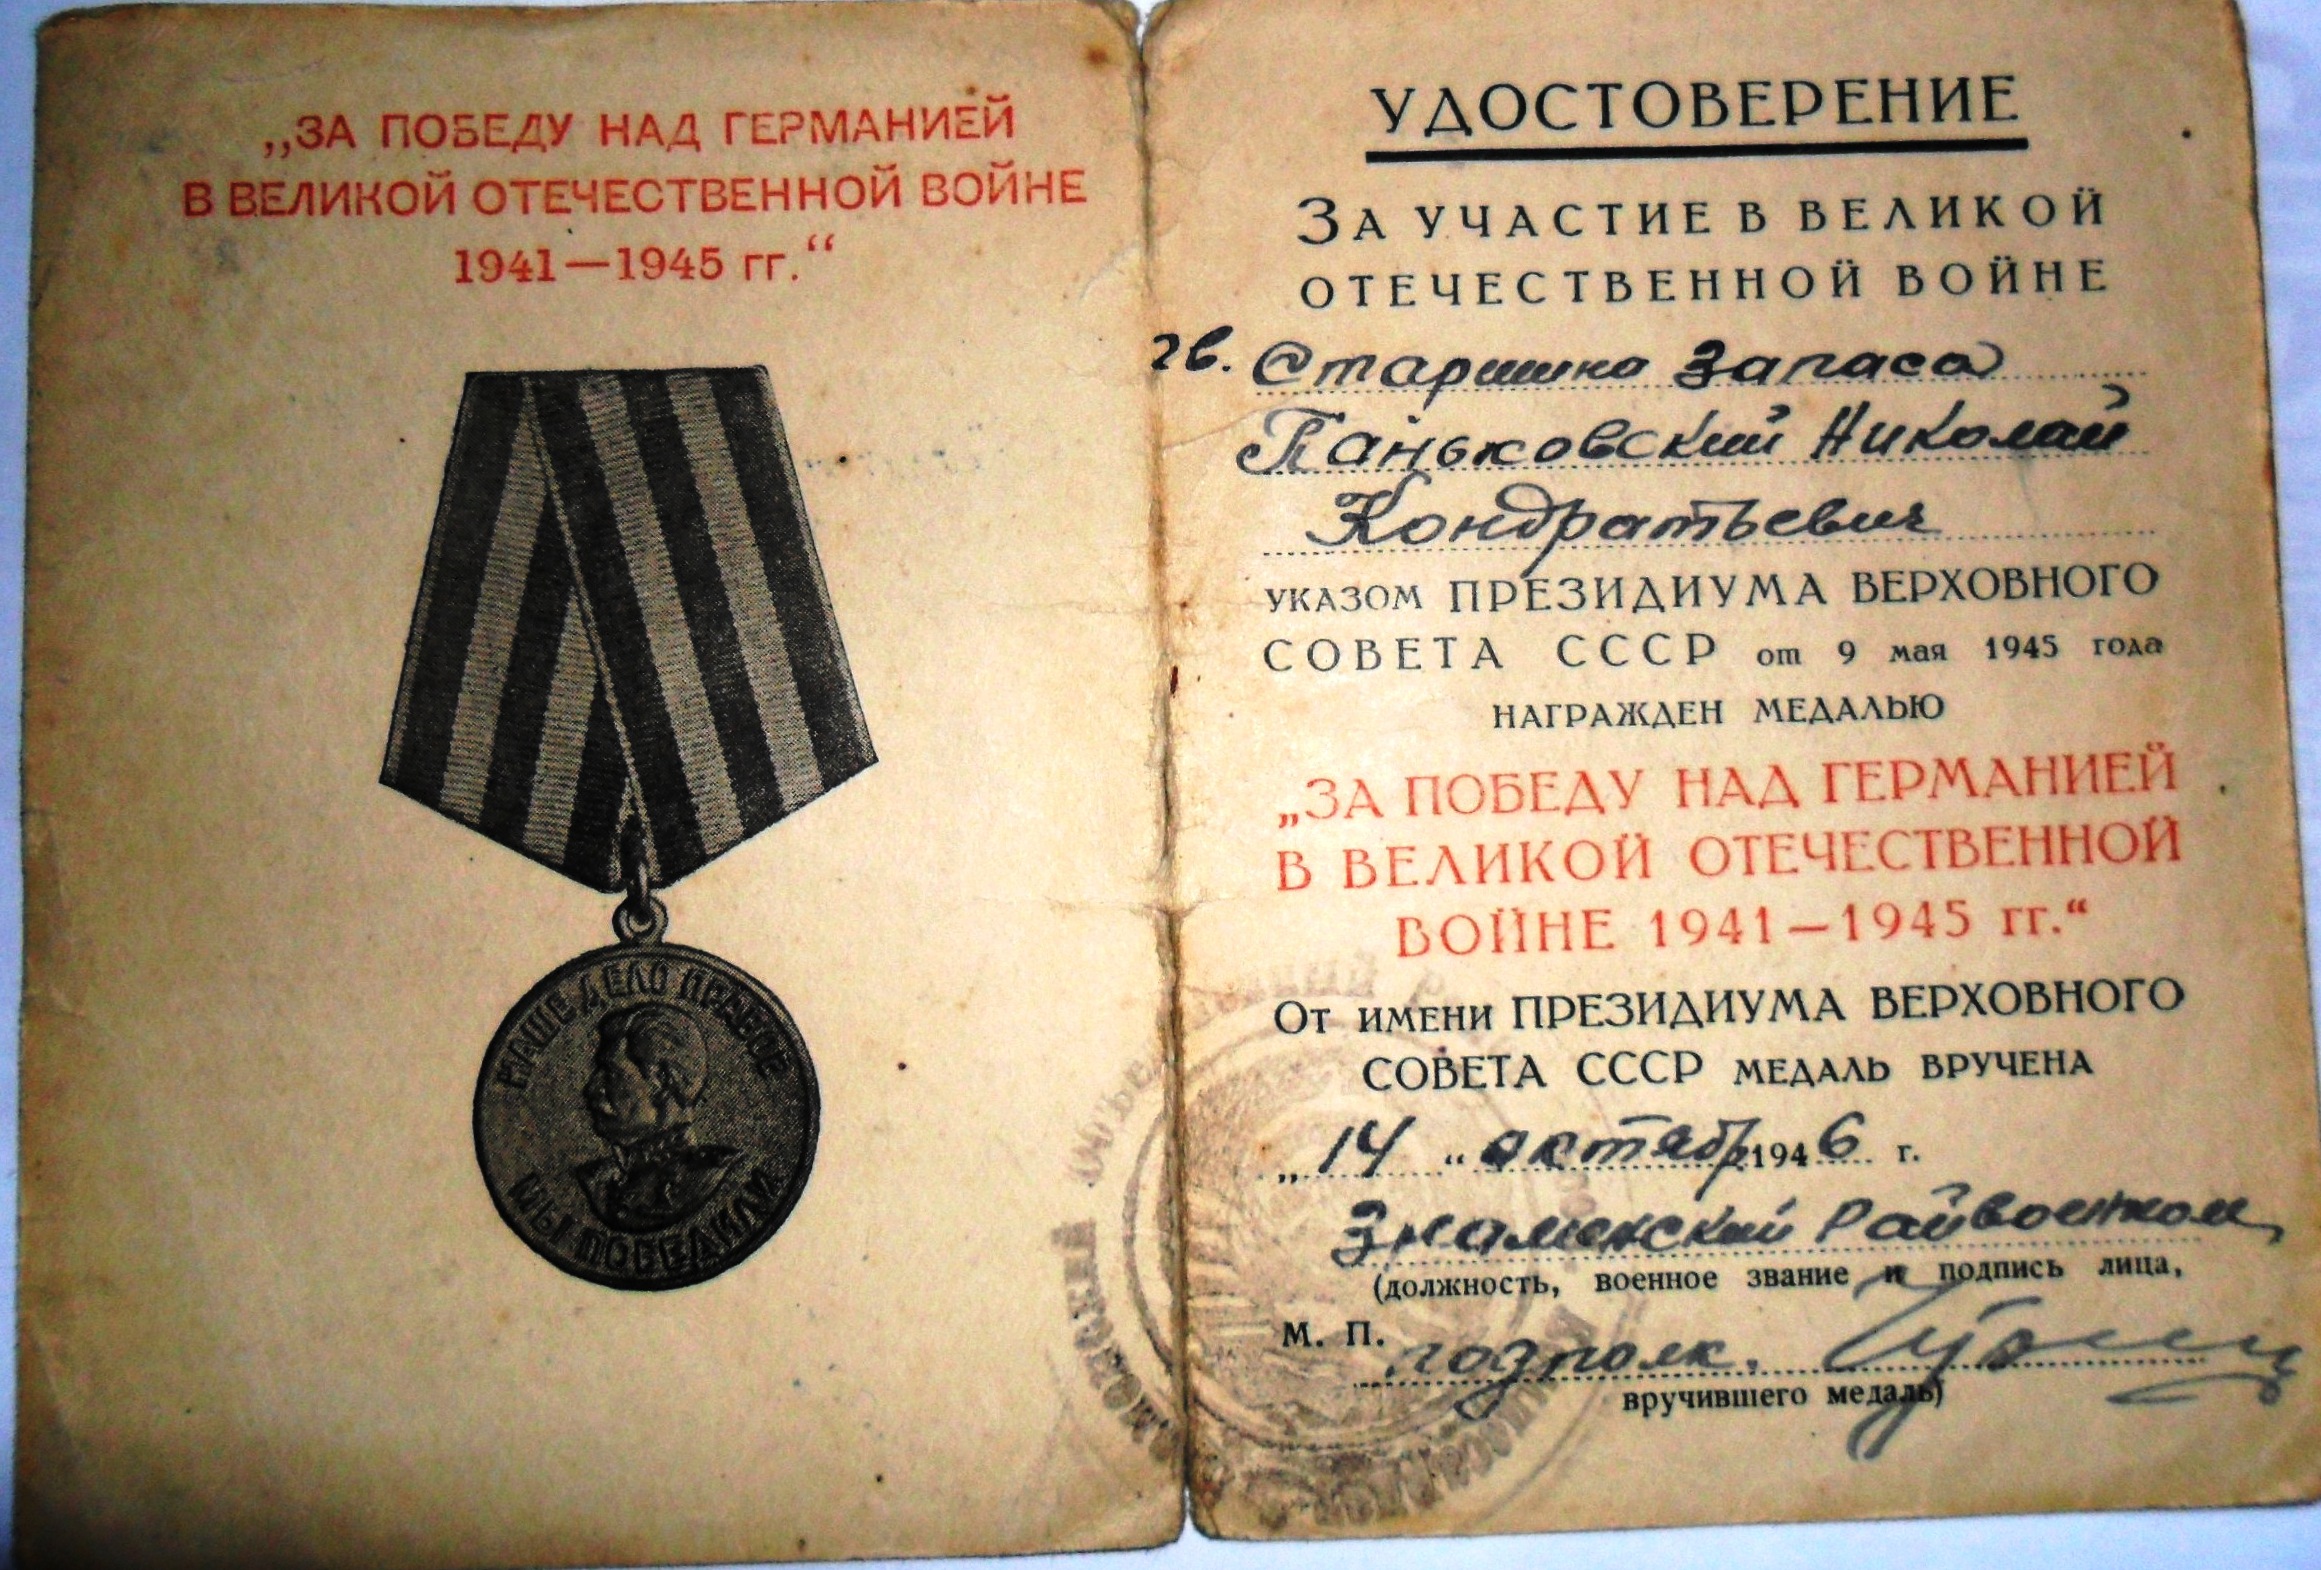 „ЗА ПОБЕДУ НАД ГЕРМАНИЕЙ
В ВЕЛИКОЙ ОТЕЧЕСТВЕННОЙ ВОЙНЕ
1941—1945 гг.“
НАШЕ ДЕЛО ПРАВОЕ
МЫ ПОБЕДИЛИ
УДОСТОВЕРЕНИЕ
ЗА УЧАСТИЕ В ВЕЛИКОЙ
ОТЕЧЕСТВЕННОЙ ВОЙНЕ
гв. Старшина запаса
Паньковский Николай
Кондратьевич
УКАЗОМ ПРЕЗИДИУМА ВЕРХОВНОГО
СОВЕТА СССР от 9 мая 1945 года
НАГРАЖДЕН МЕДАЛЬЮ
„ЗА ПОБЕДУ НАД ГЕРМАНИЕЙ
В ВЕЛИКОЙ ОТЕЧЕСТВЕННОЙ
ВОЙНЕ 1941—1945 гг.“
ОТ ИМЕНИ ПРЕЗИДИУМА ВЕРХОВНОГО
СОВЕТА СССР МЕДАЛЬ ВРУЧЕНА
„14“ октябр 1946 г.
Знаменский Райвоенком
(должность, военное звание и подпись лица,
М. П. подполк.
вручившего медаль)